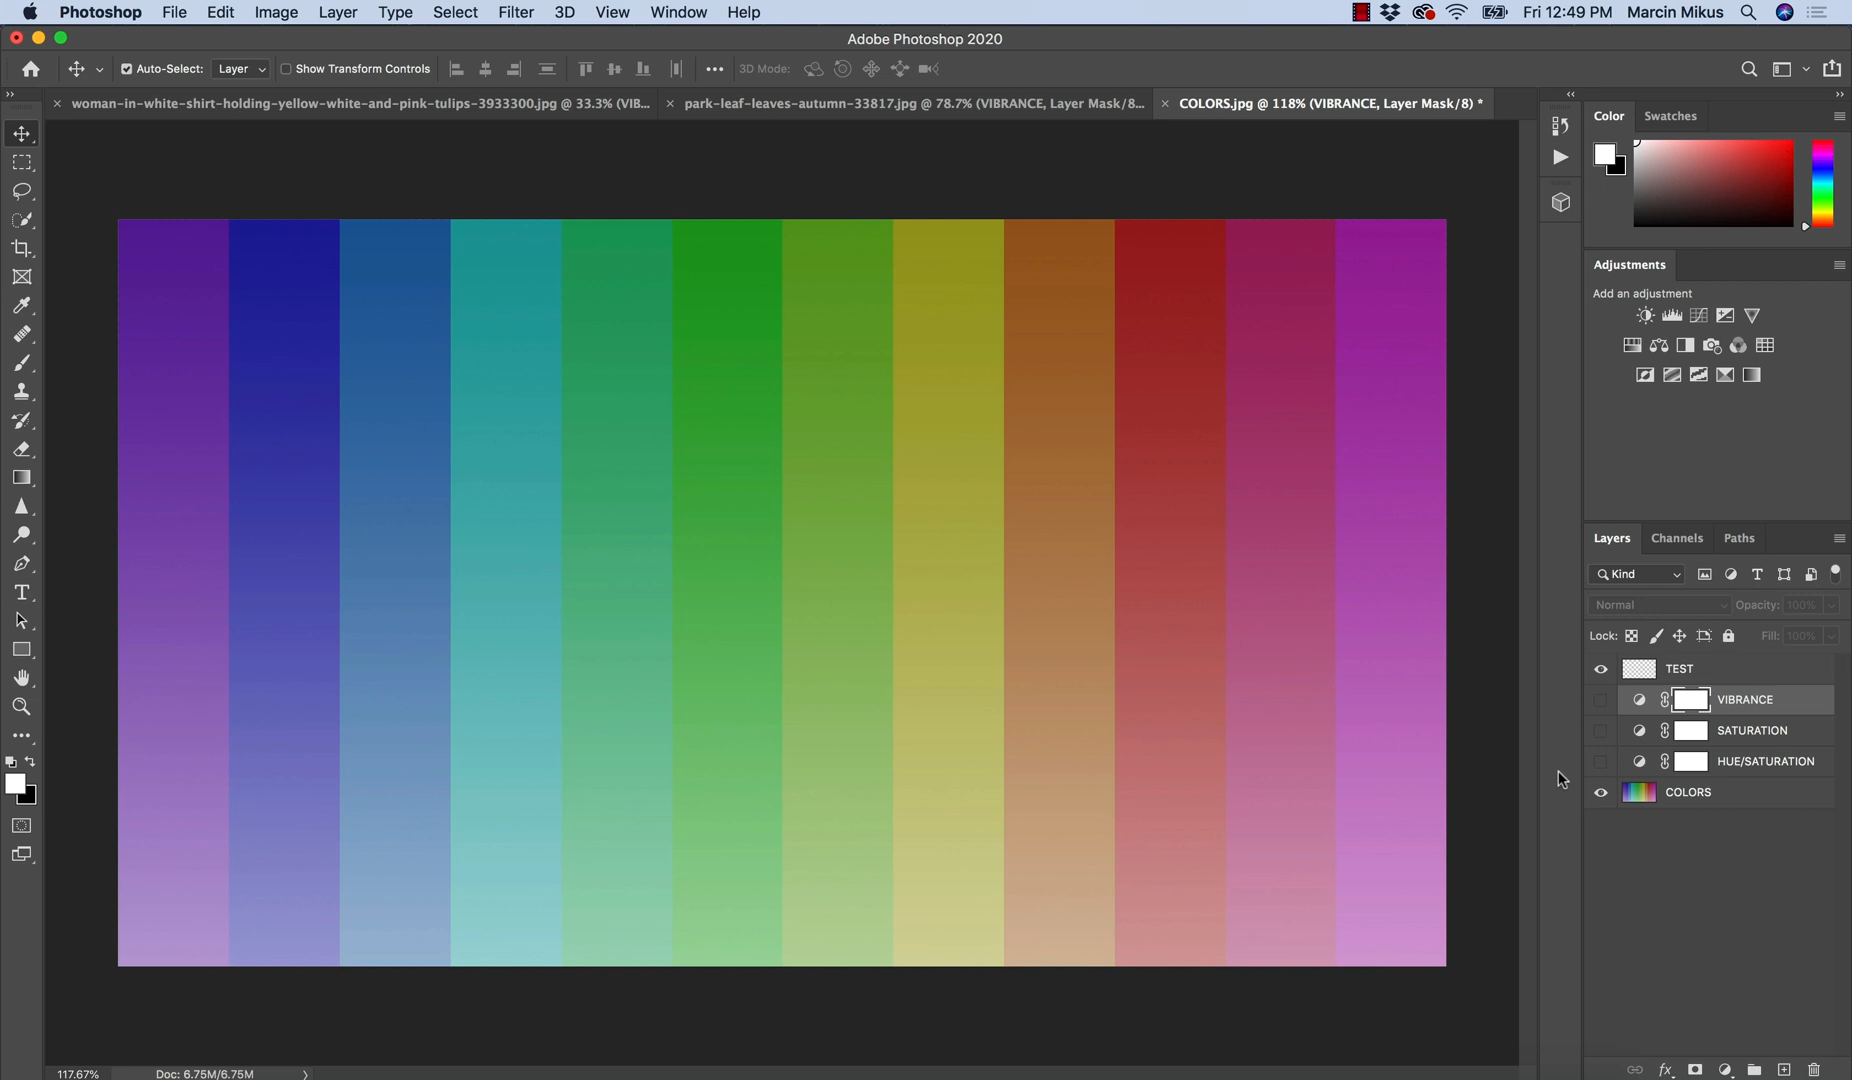 Photoshop File Edit Image Layer Type Select Filter 3D View Window Help Fri 12:49 PM Marcin Mikus
Adobe Photoshop 2020
Auto-Select: Layer Show Transform Controls 3D Mode:
woman-in-white-shirt-holding-yellow-white-and-pink-tulips-3933300.jpg @ 33.3% (VIB... park-leaf-leaves-autumn-33817.jpg @ 78.7% (VIBRANCE, Layer Mask/8... COLORS.jpg @ 118% (VIBRANCE, Layer Mask/8) *
Color Swatches
Adjustments
Add an adjustment
Layers Channels Paths
Kind
Normal Opacity: 100%
Lock: Fill: 100%
TEST
VIBRANCE
SATURATION
HUE/SATURATION
COLORS
117.67% Doc: 6.75M/6.75M